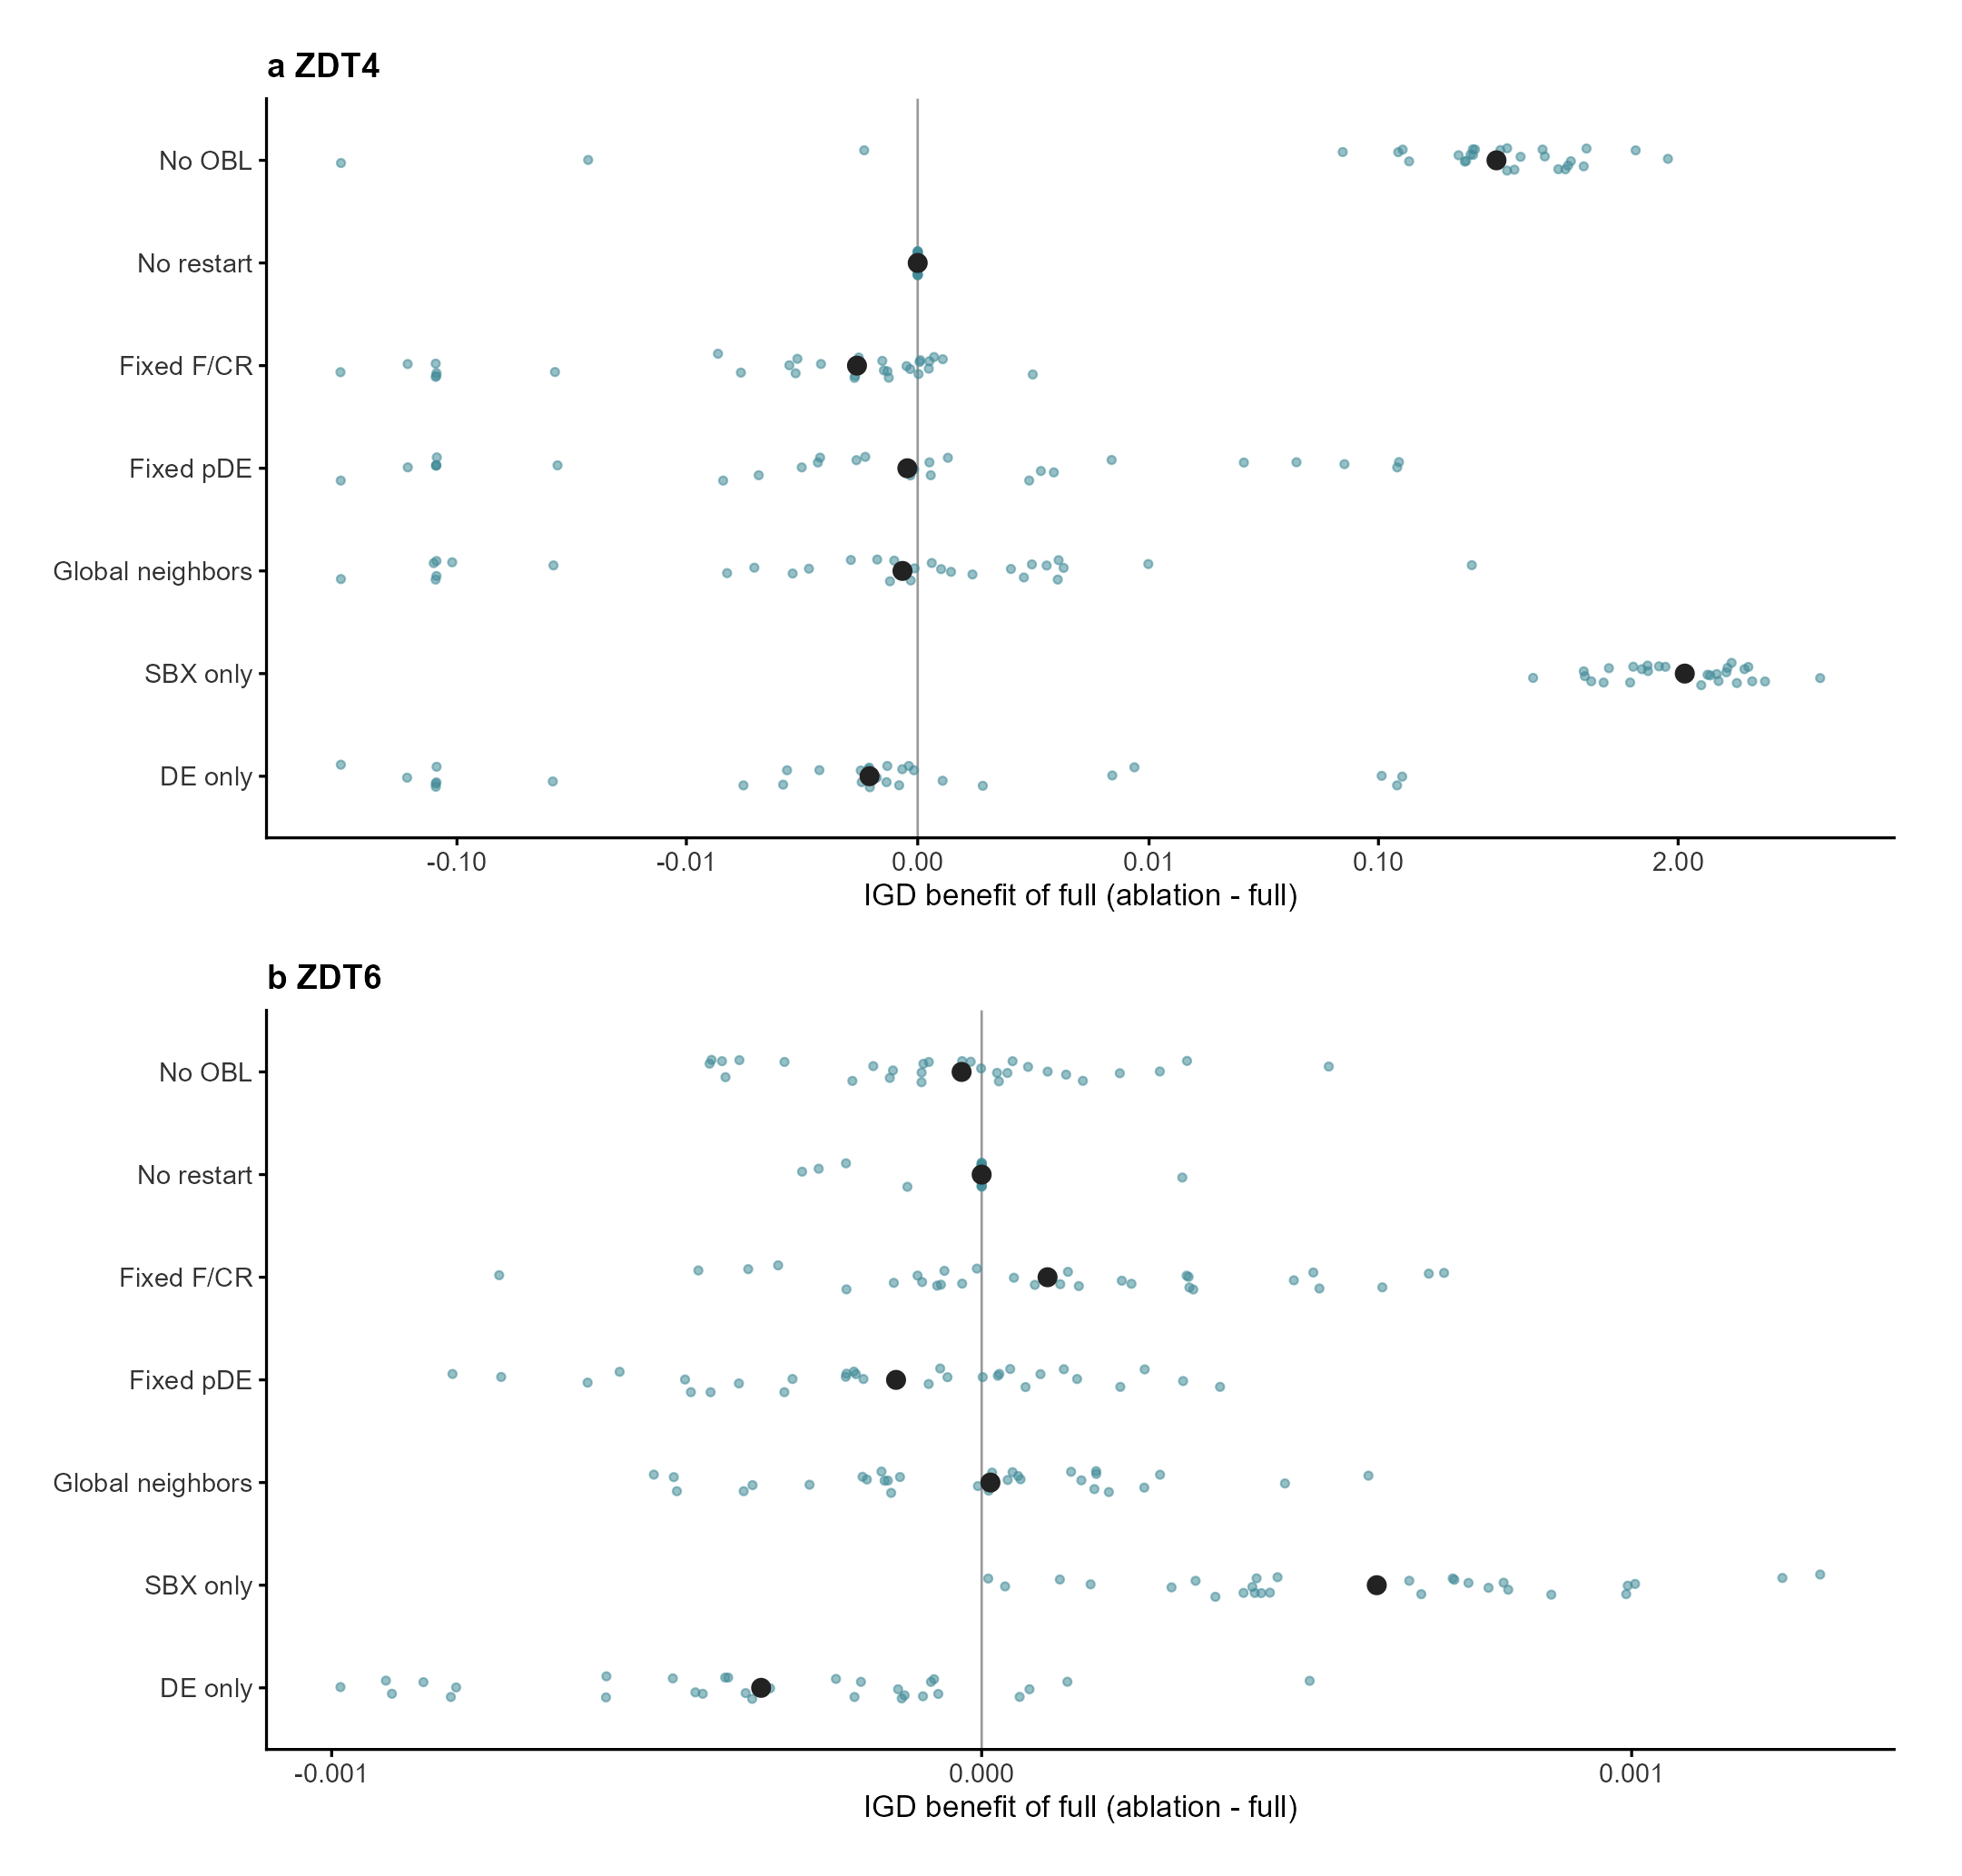 a ZDT4
No OBL
No restart
Fixed F/CR
Fixed pDE
Global neighbors
SBX only
DE only
-0.10 -0.01 0.00 0.01 0.10 2.00
IGD benefit of full (ablation - full)
b ZDT6
No OBL
No restart
Fixed F/CR
Fixed pDE
Global neighbors
SBX only
DE only
-0.001 0.000 0.001
IGD benefit of full (ablation - full)